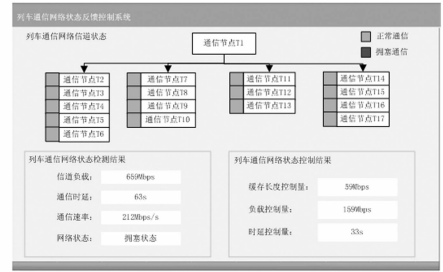 列车通信网络状态反馈控制系统
列车通信网络信道状态
通信节点T1
正常通信
拥塞通信
通信节点T2
通信节点T3
通信节点T4
通信节点T5
通信节点T6
通信节点T7
通信节点T8
通信节点T9
通信节点T10
通信节点T11
通信节点T12
通信节点T13
通信节点T14
通信节点T15
通信节点T16
通信节点T17
列车通信网络状态检测结果
信道负载： 659Mbps
通信时延： 63s
通信速率： 212Mbps/s
网络状态： 拥塞状态
列车通信网络状态控制结果
缓存长度控制量： 39Mbps
负载控制量： 159Mbps
时延控制量： 33s